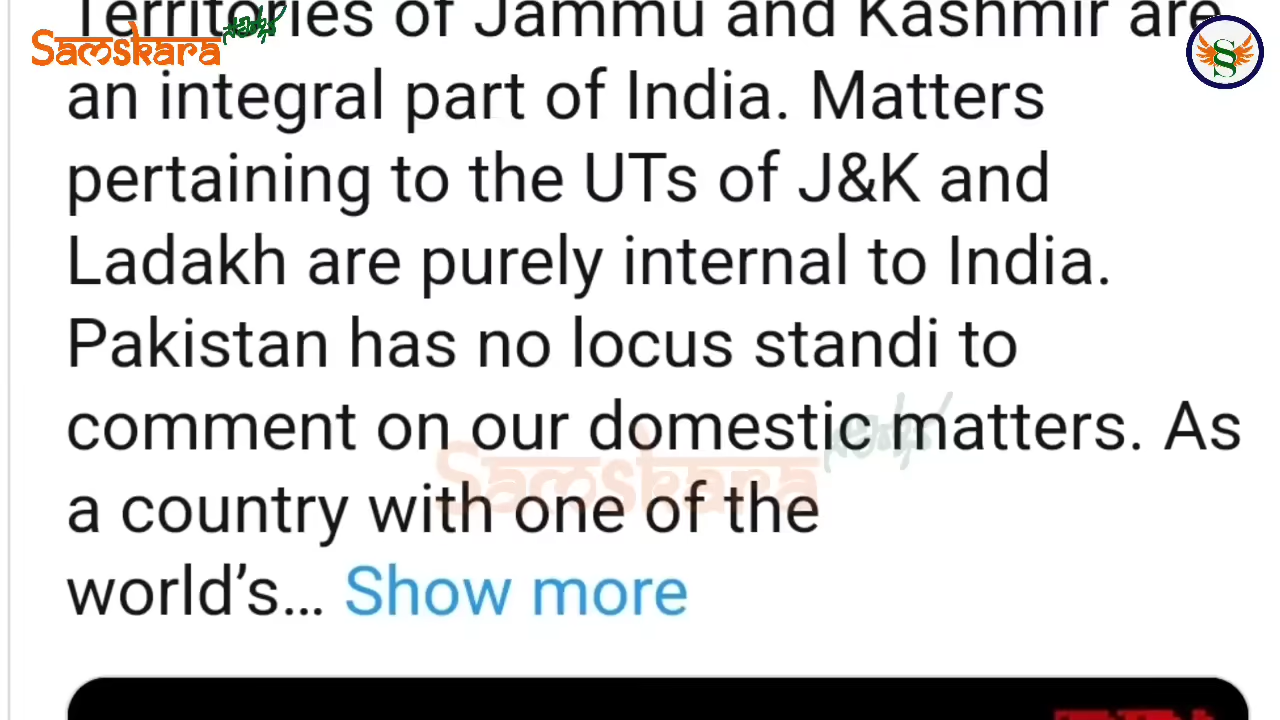 Territories of Jammu and Kashmir are
Samskara
S
an integral part of India. Matters
pertaining to the UTs of J&K and
Ladakh are purely internal to India.
Pakistan has no locus standi to
comment on our domestic matters. As
Samskara
a country with one of the
world’s... Show more